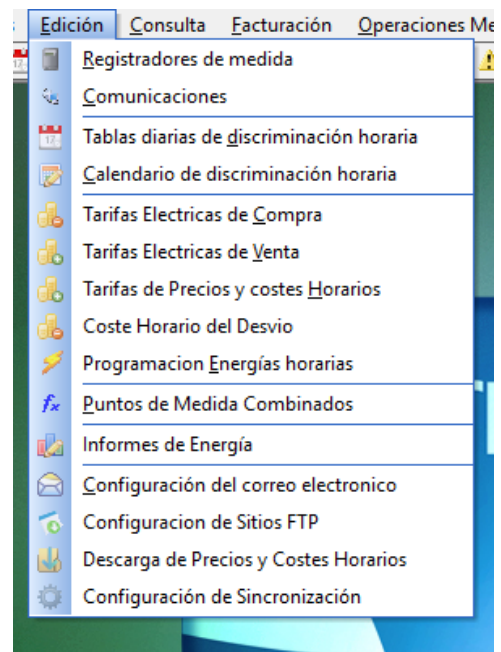 Edición Consulta Facturación Operaciones Me
Registradores de medida
Comunicaciones
Tablas diarias de discriminación horaria
Calendario de discriminación horaria
Tarifas Electricas de Compra
Tarifas Electricas de Venta
Tarifas de Precios y costes Horarios
Coste Horario del Desvio
Programacion Energías horarias
Puntos de Medida Combinados
Informes de Energía
Configuración del correo electronico
Configuracion de Sitios FTP
Descarga de Precios y Costes Horarios
Configuración de Sincronización